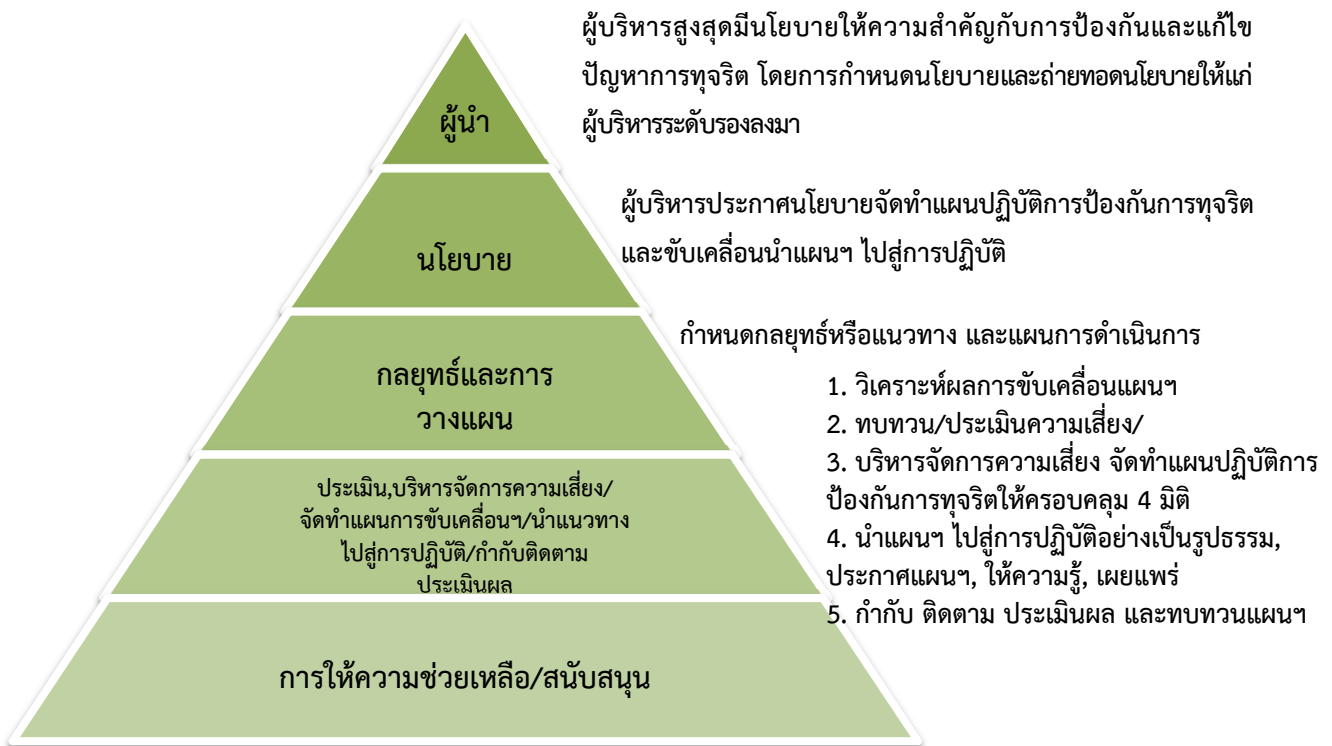 ผู้บริหารสูงสุดมีนโยบายให้ความสำคัญกับการป้องกันและแก้ไข
ปัญหาการทุจริต โดยการกำหนดนโยบายและถ่ายทอดนโยบายให้แก่
ผู้บริหารระดับรองลงมา
ผู้นำ
ผู้บริหารประกาศนโยบายจัดทำแผนปฏิบัติการป้องกันการทุจริต
และขับเคลื่อนนำแผนฯ ไปสู่การปฏิบัติ
นโยบาย
กำหนดกลยุทธ์หรือแนวทาง และแผนการดำเนินการ
กลยุทธ์และการ
วางแผน
1. วิเคราะห์ผลการขับเคลื่อนแผนฯ
2. ทบทวน/ประเมินความเสี่ยง/
3. บริหารจัดการความเสี่ยง จัดทำแผนปฏิบัติการ
ป้องกันการทุจริตให้ครอบคลุม 4 มิติ
4. นำแผนฯ ไปสู่การปฏิบัติอย่างเป็นรูปธรรม,
ประกาศแผนฯ, ให้ความรู้, เผยแพร่
5. กำกับ ติดตาม ประเมินผล และทบทวนแผนฯ
ประเมิน,บริหารจัดการความเสี่ยง/
จัดทำแผนการขับเคลื่อนฯ/นำแนวทาง
ไปสู่การปฏิบัติ/กำกับติดตาม
ประเมินผล
การให้ความช่วยเหลือ/สนับสนุน